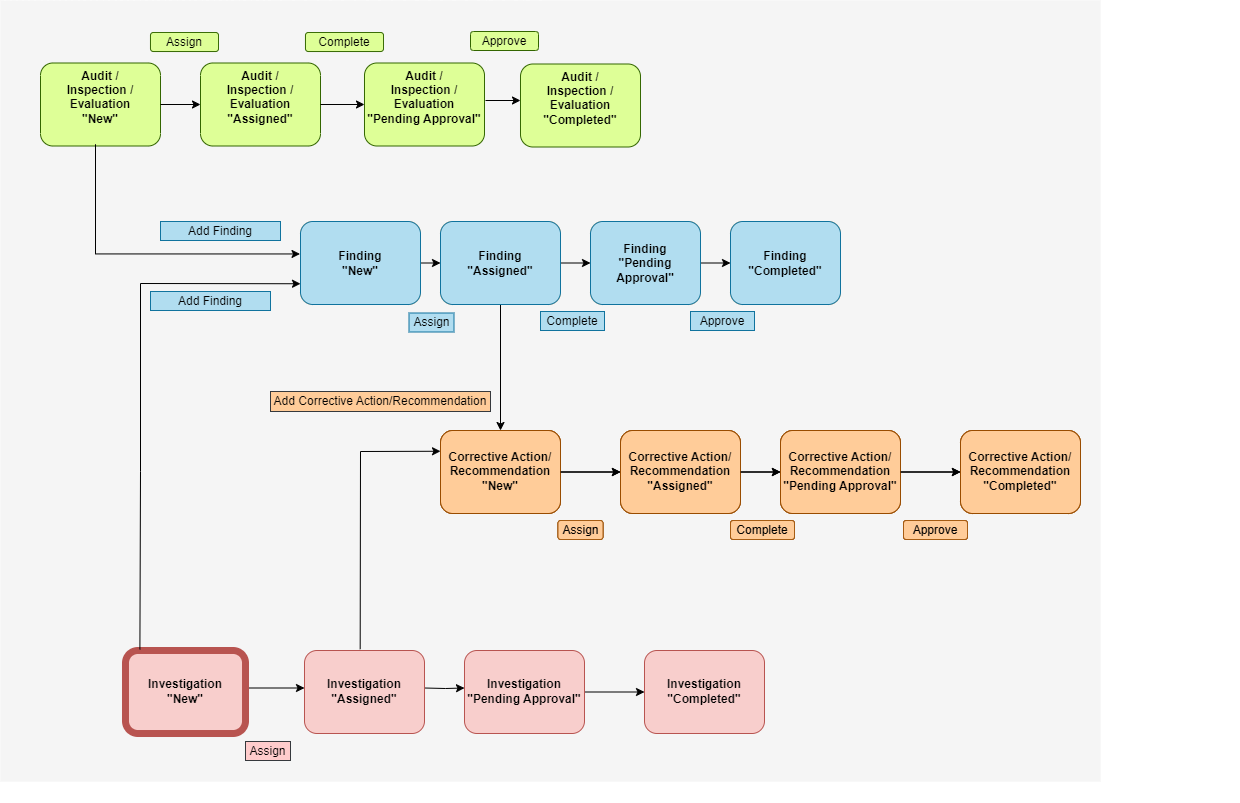 Assign
Complete
Approve
Audit /
Inspection /
Evaluation
"New"
Audit /
Inspection /
Evaluation
"Assigned"
Audit /
Inspection /
Evaluation
"Pending Approval"
Audit /
Inspection /
Evaluation
"Completed"
Add Finding
Add Finding
Finding
"New"
Finding
"Assigned"
Finding
"Pending
Approval"
Finding
"Completed"
Assign
Complete
Approve
Add Corrective Action/Recommendation
Corrective Action/
Recommendation
"New"
Corrective Action/
Recommendation
"Assigned"
Corrective Action/
Recommendation
"Pending Approval"
Corrective Action/
Recommendation
"Completed"
Assign
Complete
Approve
Investigation
"New"
Investigation
"Assigned"
Investigation
"Pending Approval"
Investigation
"Completed"
Assign